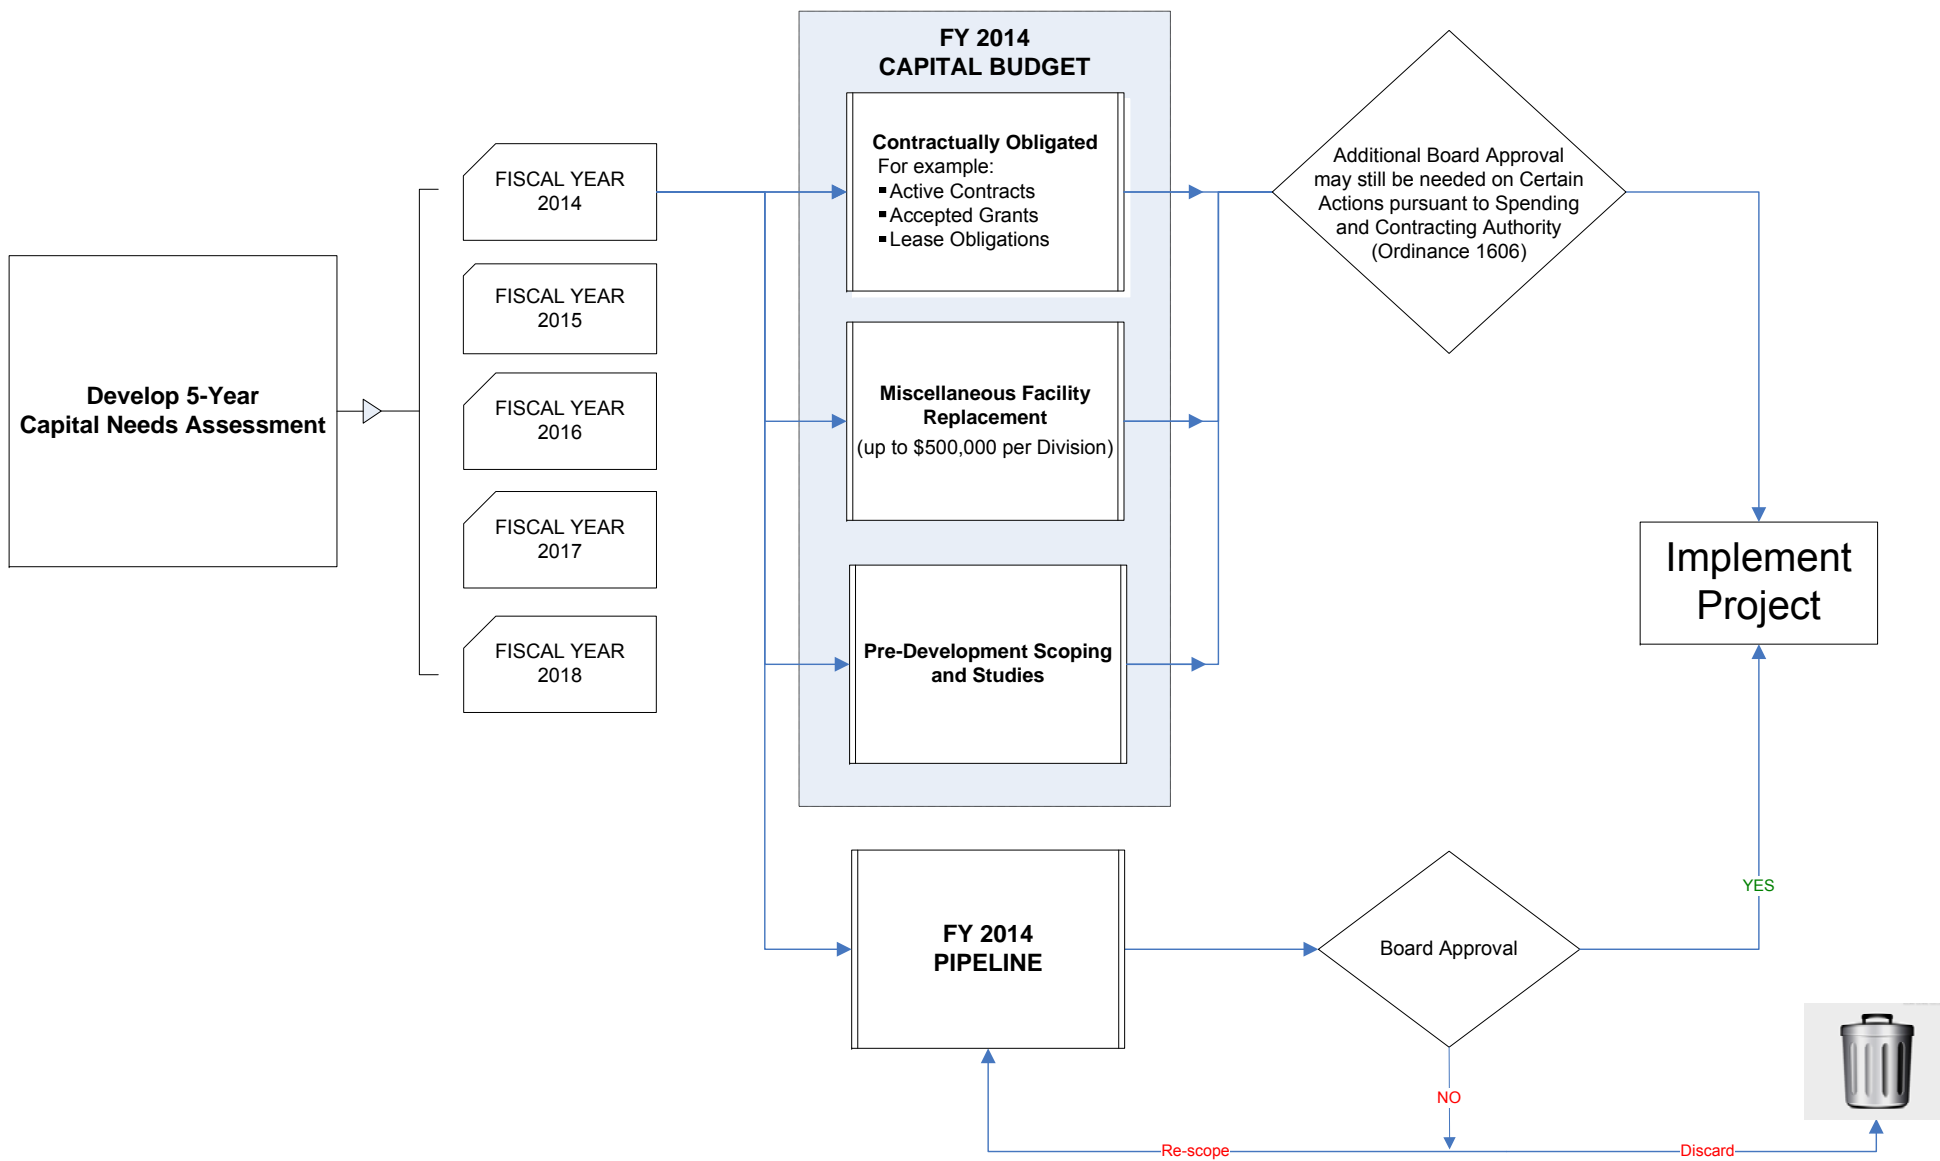 Develop 5-Year
Capital Needs Assessment
FISCAL YEAR
2014
FISCAL YEAR
2015
FISCAL YEAR
2016
FISCAL YEAR
2017
FISCAL YEAR
2018
FY 2014
CAPITAL BUDGET
Contractually Obligated
For example:
▪Active Contracts
▪Accepted Grants
▪Lease Obligations
Miscellaneous Facility
Replacement
(up to $500,000 per Division)
Pre-Development Scoping
and Studies
FY 2014
PIPELINE
Additional Board Approval
may still be needed on Certain
Actions pursuant to Spending
and Contracting Authority
(Ordinance 1606)
Implement
Project
YES
Board Approval
NO
Re-scope
Discard